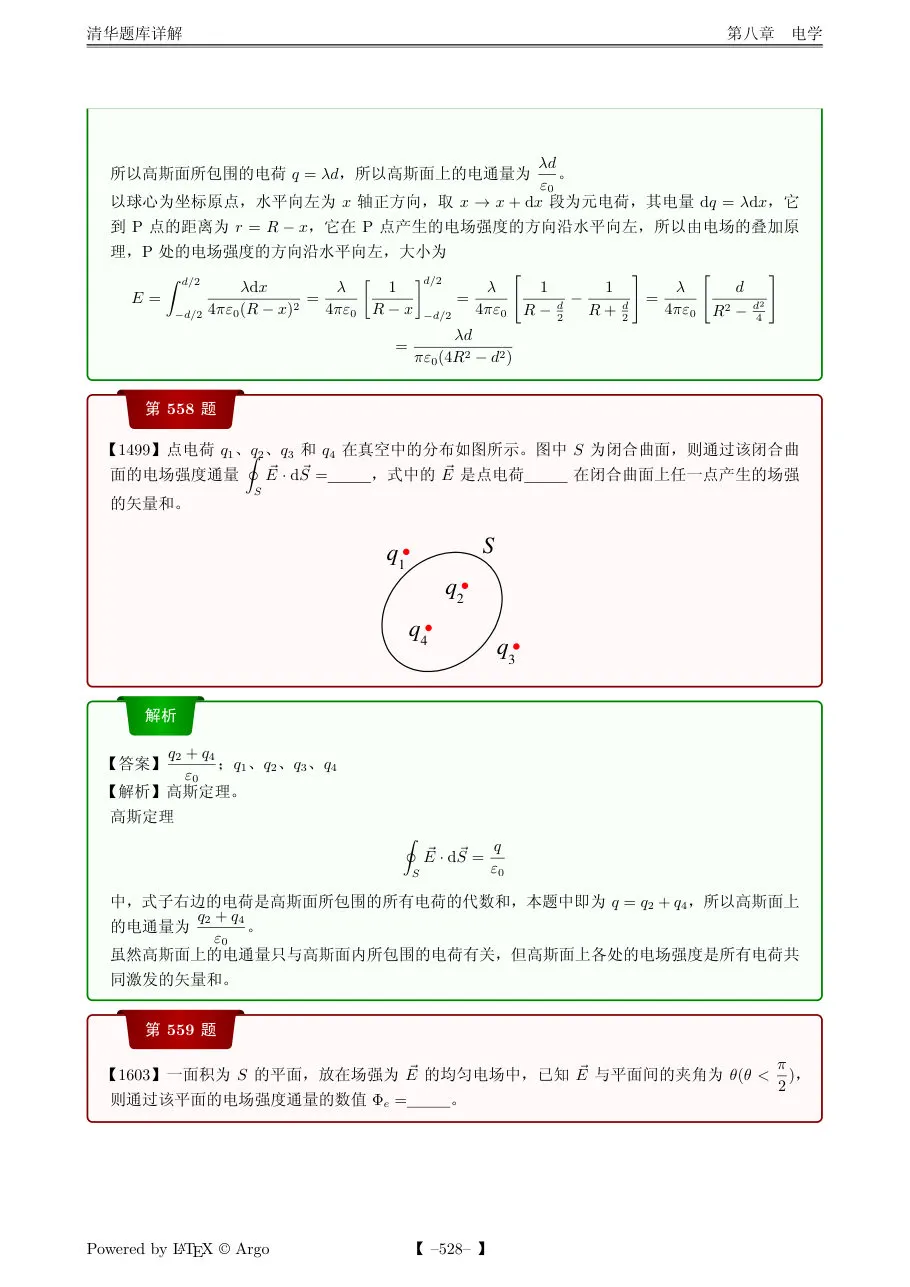 清华题库详解 第八章 电学
所以高斯面所包围的电荷 q = λd，所以高斯面上的电通量为 λd/ε₀。
以球心为坐标原点，水平向左为 x 轴正方向，取 x → x + dx 段为元电荷，其电量 dq = λdx，它
到 P 点的距离为 r = R − x，它在 P 点产生的电场强度的方向沿水平向左，所以由电场的叠加原
理，P 处的电场强度的方向沿水平向左，大小为
E = ∫_{−d/2}^{d/2} λdx/(4πε₀(R − x)²) = λ/(4πε₀) [1/(R − x)]_{−d/2}^{d/2} = λ/(4πε₀) [1/(R − d/2) − 1/(R + d/2)] = λ/(4πε₀) [d/(R² − d²/4)]
= λd/(πε₀(4R² − d²))
第 558 题
【1499】点电荷 q₁、q₂、q₃ 和 q₄ 在真空中的分布如图所示。图中 S 为闭合曲面，则通过该闭合曲
面的电场强度通量 ∮_S E⃗ · dS⃗ =_____，式中的 E⃗ 是点电荷_____ 在闭合曲面上任一点产生的场强
的矢量和。
q₁ S
q₂
q₄
q₃
解析
【答案】(q₂ + q₄)/ε₀；q₁、q₂、q₃、q₄
【解析】高斯定理。
高斯定理
∮_S E⃗ · dS⃗ = q/ε₀
中，式子右边的电荷是高斯面所包围的所有电荷的代数和，本题中即为 q = q₂ + q₄，所以高斯面上
的电通量为 (q₂ + q₄)/ε₀。
虽然高斯面上的电通量只与高斯面内所包围的电荷有关，但高斯面上各处的电场强度是所有电荷共
同激发的矢量和。
第 559 题
【1603】一面积为 S 的平面，放在场强为 E⃗ 的均匀电场中，已知 E⃗ 与平面间的夹角为 θ(θ < π/2)，
则通过该平面的电场强度通量的数值 Φₑ =_____。
Powered by LATEX © Argo 【 –528– 】